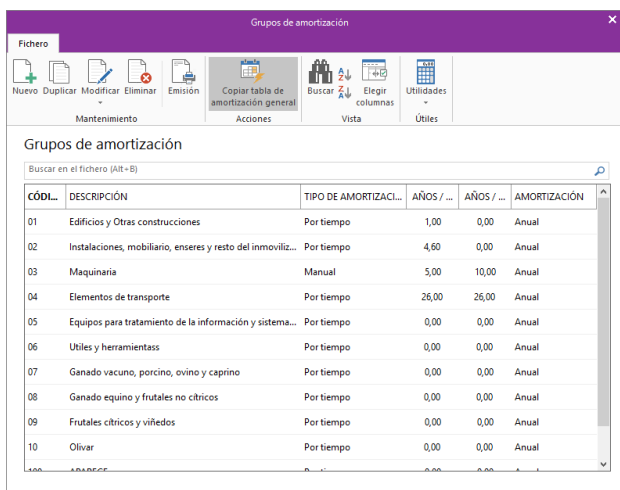 Grupos de amortización
Fichero
Nuevo Duplicar Modificar Eliminar Emisión Copiar tabla de amortización general Buscar Elegir columnas Utilidades
Mantenimiento Acciones Vista Útiles
Grupos de amortización
Buscar en el fichero (Alt+B)
CÓDI... DESCRIPCIÓN TIPO DE AMORTIZACI... AÑOS / ... AÑOS / ... AMORTIZACIÓN
01 Edificios y Otras construcciones Por tiempo 1,00 0,00 Anual
02 Instalaciones, mobiliario, enseres y resto del inmoviliz... Por tiempo 4,60 0,00 Anual
03 Maquinaria Manual 5,00 10,00 Anual
04 Elementos de transporte Por tiempo 26,00 26,00 Anual
05 Equipos para tratamiento de la información y sistema... Por tiempo 0,00 0,00 Anual
06 Utiles y herramientass Por tiempo 0,00 0,00 Anual
07 Ganado vacuno, porcino, ovino y caprino Por tiempo 0,00 0,00 Anual
08 Ganado equino y frutales no cítricos Por tiempo 0,00 0,00 Anual
09 Frutales cítricos y viñedos Por tiempo 0,00 0,00 Anual
10 Olivar Por tiempo 0,00 0,00 Anual